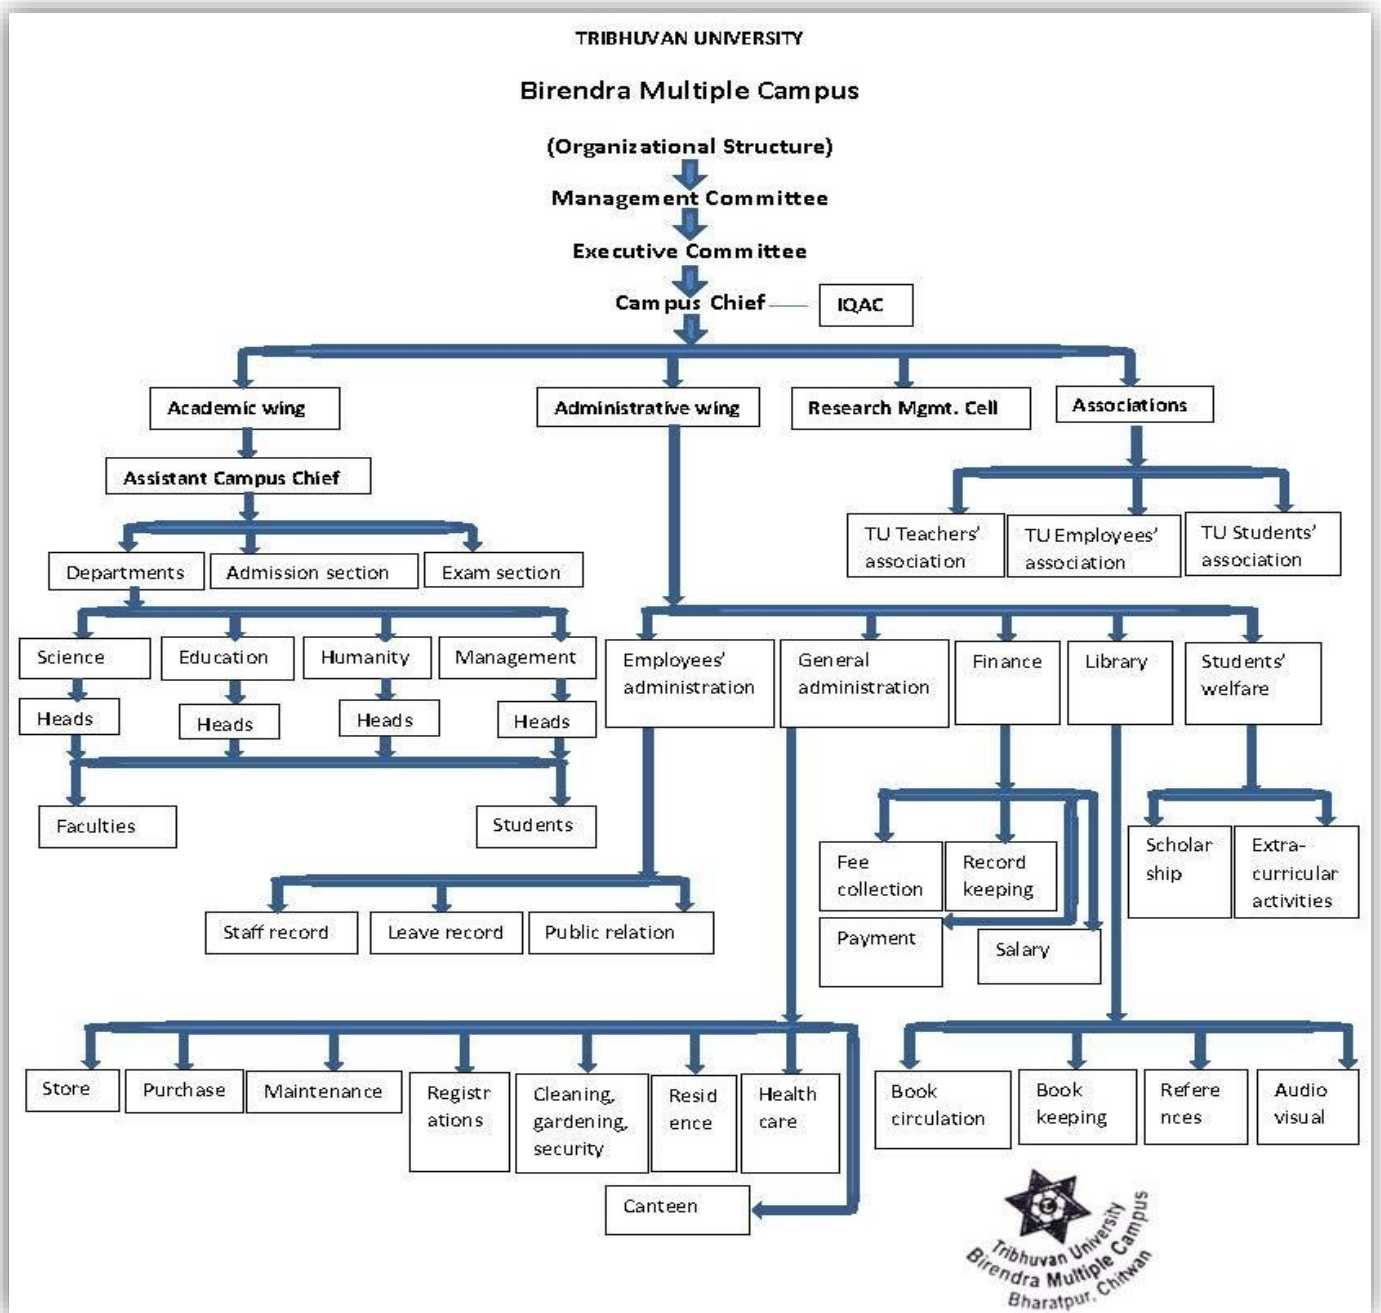 TRIBHUVAN UNIVERSITY
Birendra Multiple Campus
(Organizational Structure)
Management Committee
Executive Committee
Campus Chief
IQAC
Academic wing
Administrative wing
Research Mgmt. Cell
Associations
Assistant Campus Chief
TU Teachers'
association
TU Employees'
association
TU Students'
association
Departments
Admission section
Exam section
Science
Education
Humanity
Management
Employees'
administration
General
administration
Finance
Library
Students'
welfare
Heads
Heads
Heads
Heads
Faculties
Students
Fee
collection
Record
keeping
Scholar
ship
Extra-
curricular
activities
Staff record
Leave record
Public relation
Payment
Salary
Store
Purchase
Maintenance
Registr
ations
Cleaning,
gardening,
security
Resid
ence
Health
care
Book
circulation
Book
keeping
Refere
nces
Audio
visual
Canteen
Tribhuvan University
Birendra Multiple Campus
Bharatpur, Chitwan